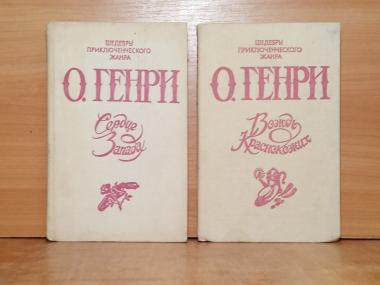 ШЕДЕВРЫ
ПРИКЛЮЧЕНЧЕСКОГО
ЖАНРА
О. ГЕНРИ
Сердце
Запада
ШЕДЕВРЫ
ПРИКЛЮЧЕНЧЕСКОГО
ЖАНРА
О. ГЕНРИ
Вождь
Краснокожих